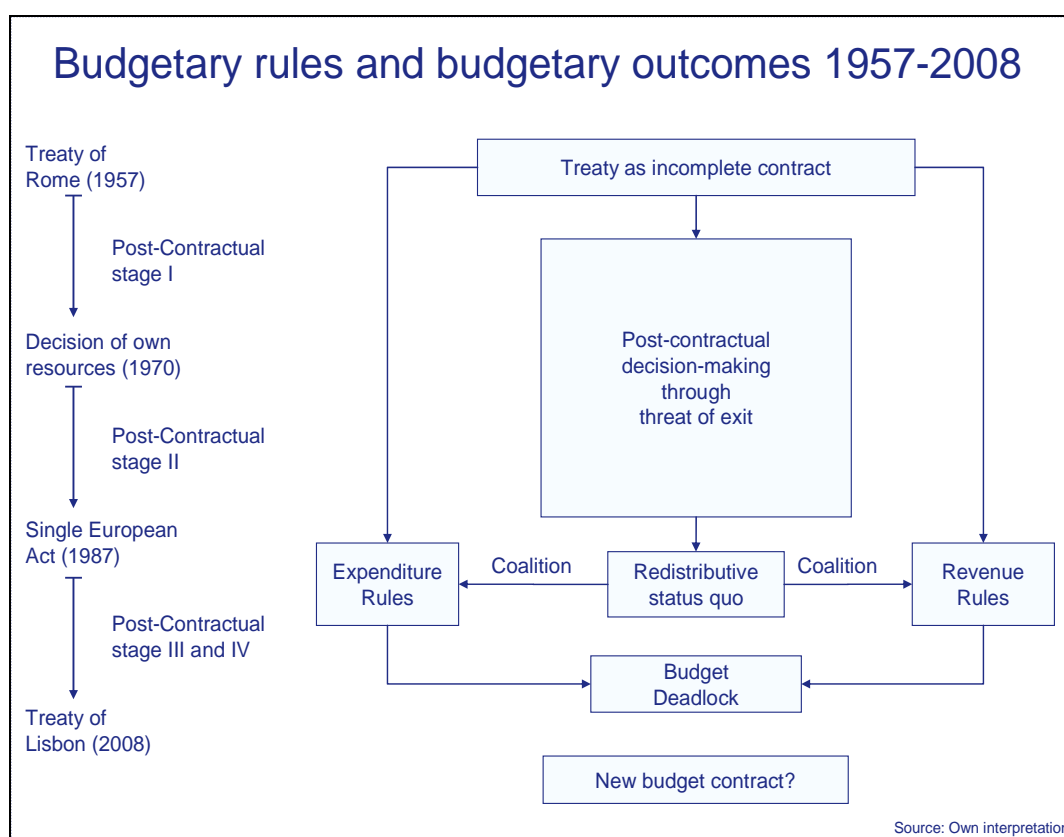 Budgetary rules and budgetary outcomes 1957-2008
Treaty of
Rome (1957)
Post-Contractual
stage I
Decision of own
resources (1970)
Post-Contractual
stage II
Single European
Act (1987)
Post-Contractual
stage III and IV
Treaty of
Lisbon (2008)
Treaty as incomplete contract
Post-contractual
decision-making
through
threat of exit
Expenditure
Rules
Coalition
Redistributive
status quo
Coalition
Revenue
Rules
Budget
Deadlock
New budget contract?
Source: Own interpretation